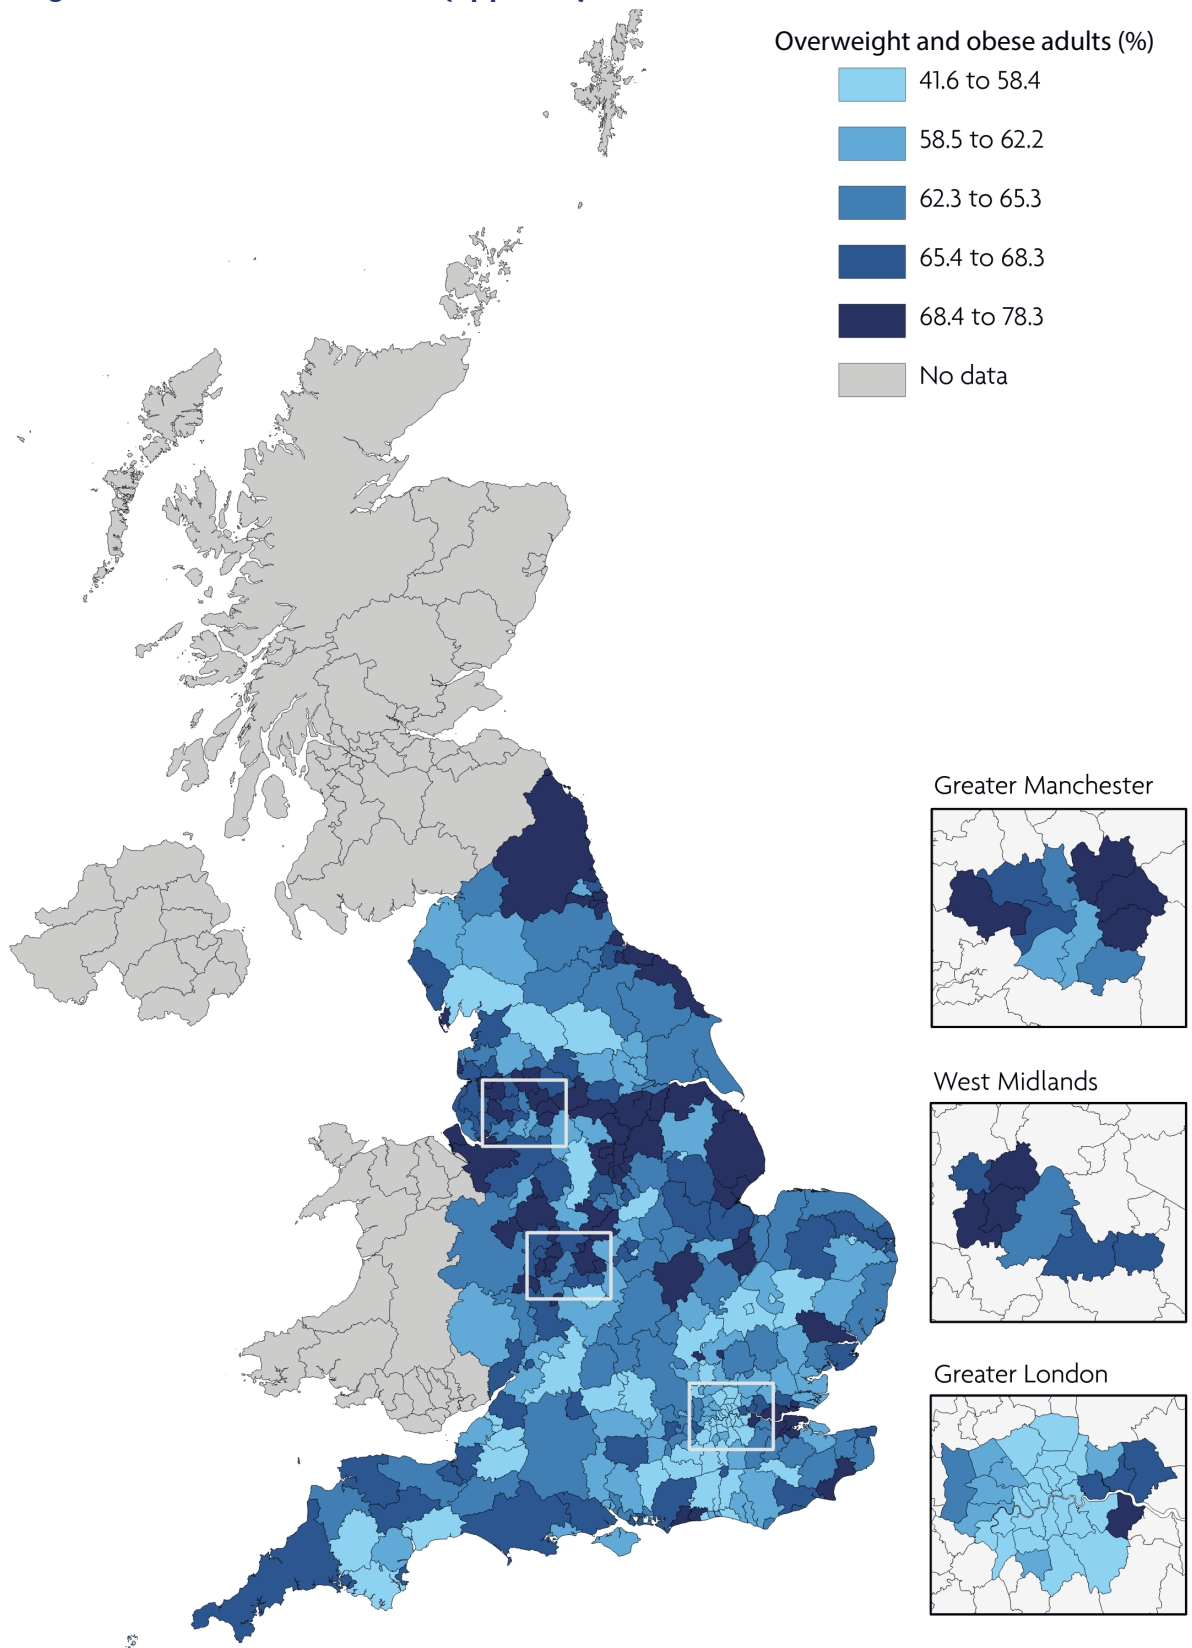 Overweight and obese adults (%)
41.6 to 58.4
58.5 to 62.2
62.3 to 65.3
65.4 to 68.3
68.4 to 78.3
No data
Greater Manchester
West Midlands
Greater London